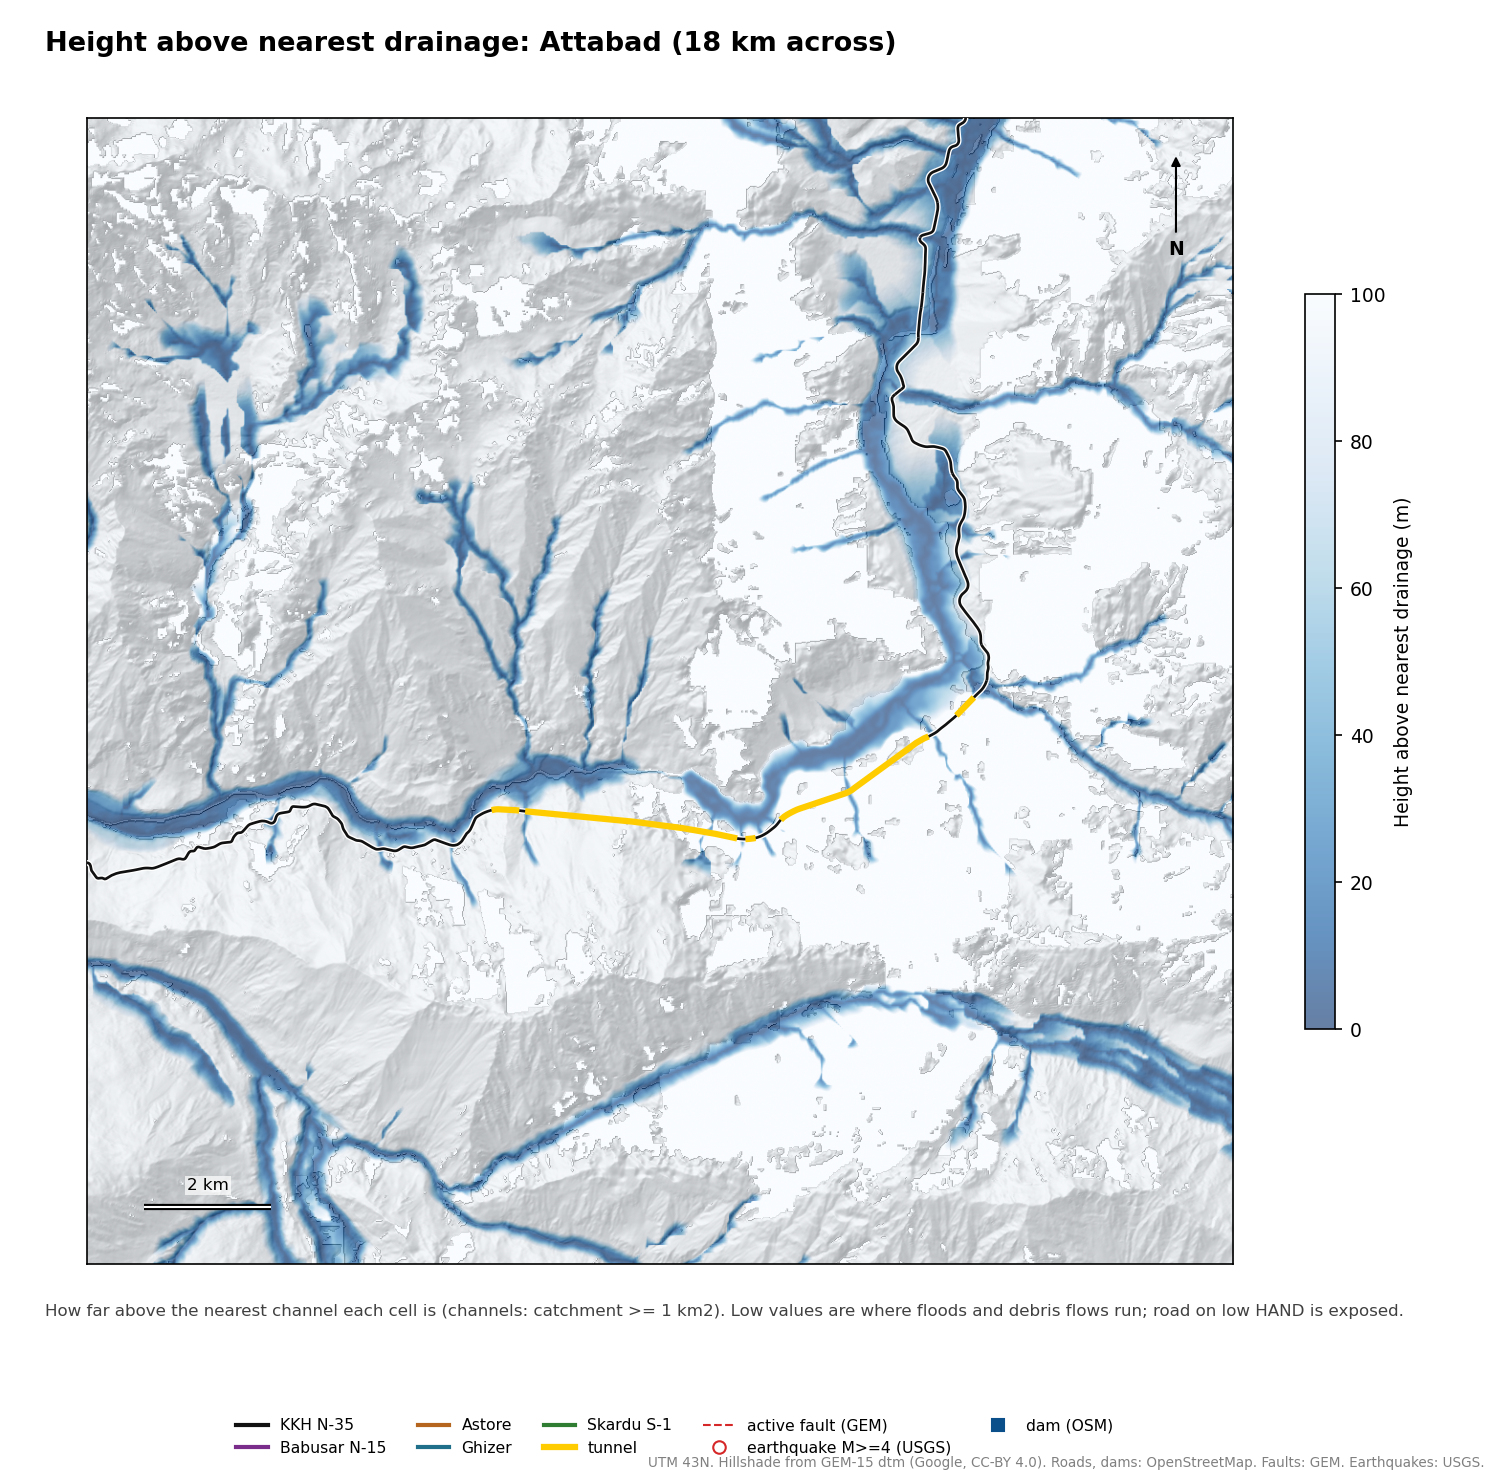 Height above nearest drainage: Attabad (18 km across)
N
100
80
60
40
20
0
Height above nearest drainage (m)
2 km
How far above the nearest channel each cell is (channels: catchment >= 1 km2). Low values are where floods and debris flows run; road on low HAND is exposed.
KKH N-35
Babusar N-15
Astore
Ghizer
Skardu S-1
tunnel
active fault (GEM)
earthquake M>=4 (USGS)
dam (OSM)
UTM 43N. Hillshade from GEM-15 dtm (Google, CC-BY 4.0). Roads, dams: OpenStreetMap. Faults: GEM. Earthquakes: USGS.